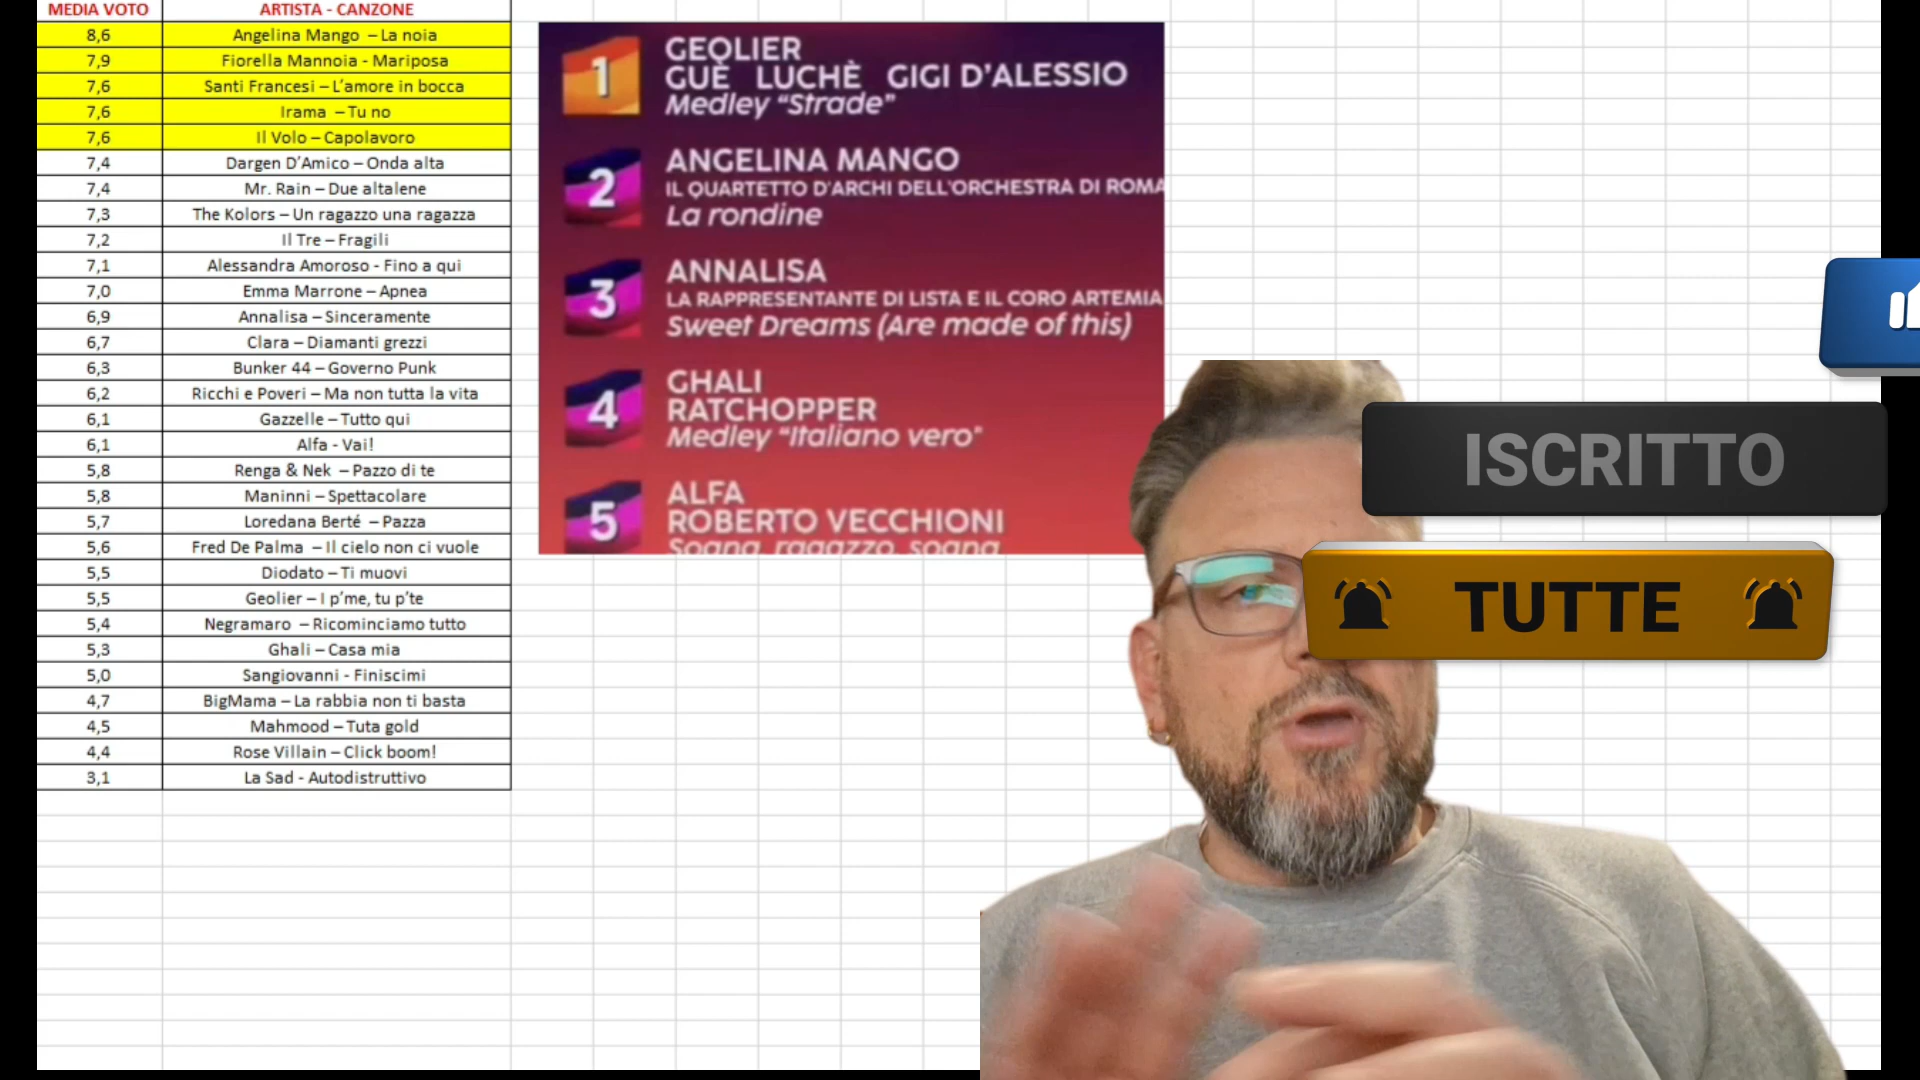 MEDIA VOTO ARTISTA - CANZONE
8,6 Angelina Mango – La noia
7,9 Fiorella Mannoia - Mariposa
7,6 Santi Francesi – L'amore in bocca
7,6 Irama – Tu no
7,6 Il Volo – Capolavoro
7,4 Dargen D'Amico – Onda alta
7,4 Mr. Rain – Due altalene
7,3 The Kolors – Un ragazzo una ragazza
7,2 Il Tre – Fragili
7,1 Alessandra Amoroso - Fino a qui
7,0 Emma Marrone – Apnea
6,9 Annalisa – Sinceramente
6,7 Clara – Diamanti grezzi
6,3 Bunker 44 – Governo Punk
6,2 Ricchi e Poveri – Ma non tutta la vita
6,1 Gazzelle – Tutto qui
6,1 Alfa - Vai!
5,8 Renga & Nek – Pazzo di te
5,8 Maninni – Spettacolare
5,7 Loredana Berté – Pazza
5,6 Fred De Palma – Il cielo non ci vuole
5,5 Diodato – Ti muovi
5,5 Geolier – I p'me, tu p'te
5,4 Negramaro – Ricominciamo tutto
5,3 Ghali – Casa mia
5,0 Sangiovanni - Finiscimi
4,7 BigMama – La rabbia non ti basta
4,5 Mahmood – Tuta gold
4,4 Rose Villain – Click boom!
3,1 La Sad - Autodistruttivo
1 GEOLIER
GUÈ LUCHÈ GIGI D'ALESSIO
Medley "Strade"
2 ANGELINA MANGO
IL QUARTETTO D'ARCHI DELL'ORCHESTRA DI ROMA
La rondine
3 ANNALISA
LA RAPPRESENTANTE DI LISTA E IL CORO ARTEMIA
Sweet Dreams (Are made of this)
4 GHALI
RATCHOPPER
Medley "Italiano vero"
5 ALFA
ROBERTO VECCHIONI
Sogna, ragazzo, sogna
ISCRITTO
TUTTE